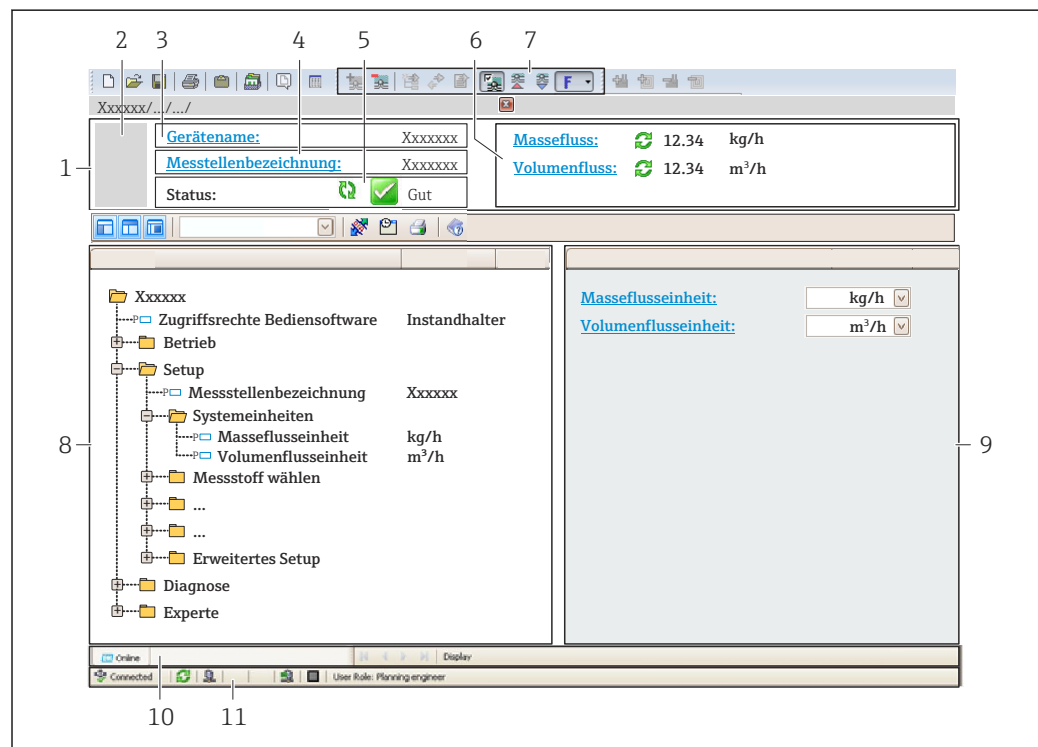 2 3 4 5 6 7
F
Xxxxxx/.../.../
1
Gerätename: Xxxxxxx
Messtellenbezeichnung: Xxxxxxx
Status: Gut
Massefluss: 12.34 kg/h
Volumenfluss: 12.34 m³/h
Xxxxxx
P Zugriffsrechte Bediensoftware Instandhalter
Betrieb
Setup
P Messstellenbezeichnung Xxxxxx
Systemeinheiten
P Masseflusseinheit kg/h
P Volumenflusseinheit m³/h
Messstoff wählen
...
...
Erweitertes Setup
Diagnose
Experte
8
Masseflusseinheit: kg/h
Volumenflusseinheit: m³/h
9
Online Display
Connected User Role: Planning engineer
10 11